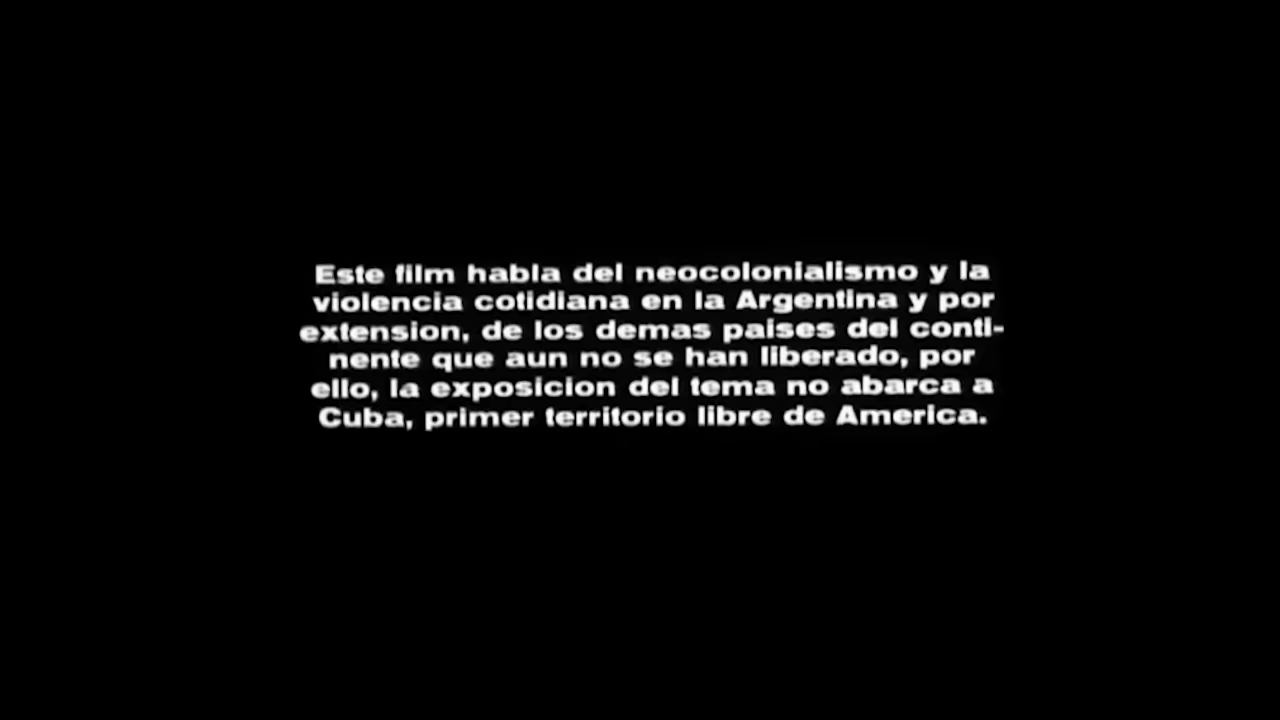 Este film habla del neocolonialismo y la
violencia cotidiana en la Argentina y por
extension, de los demas paises del conti-
nente que aun no se han liberado, por
ello, la exposicion del tema no abarca a
Cuba, primer territorio libre de America.